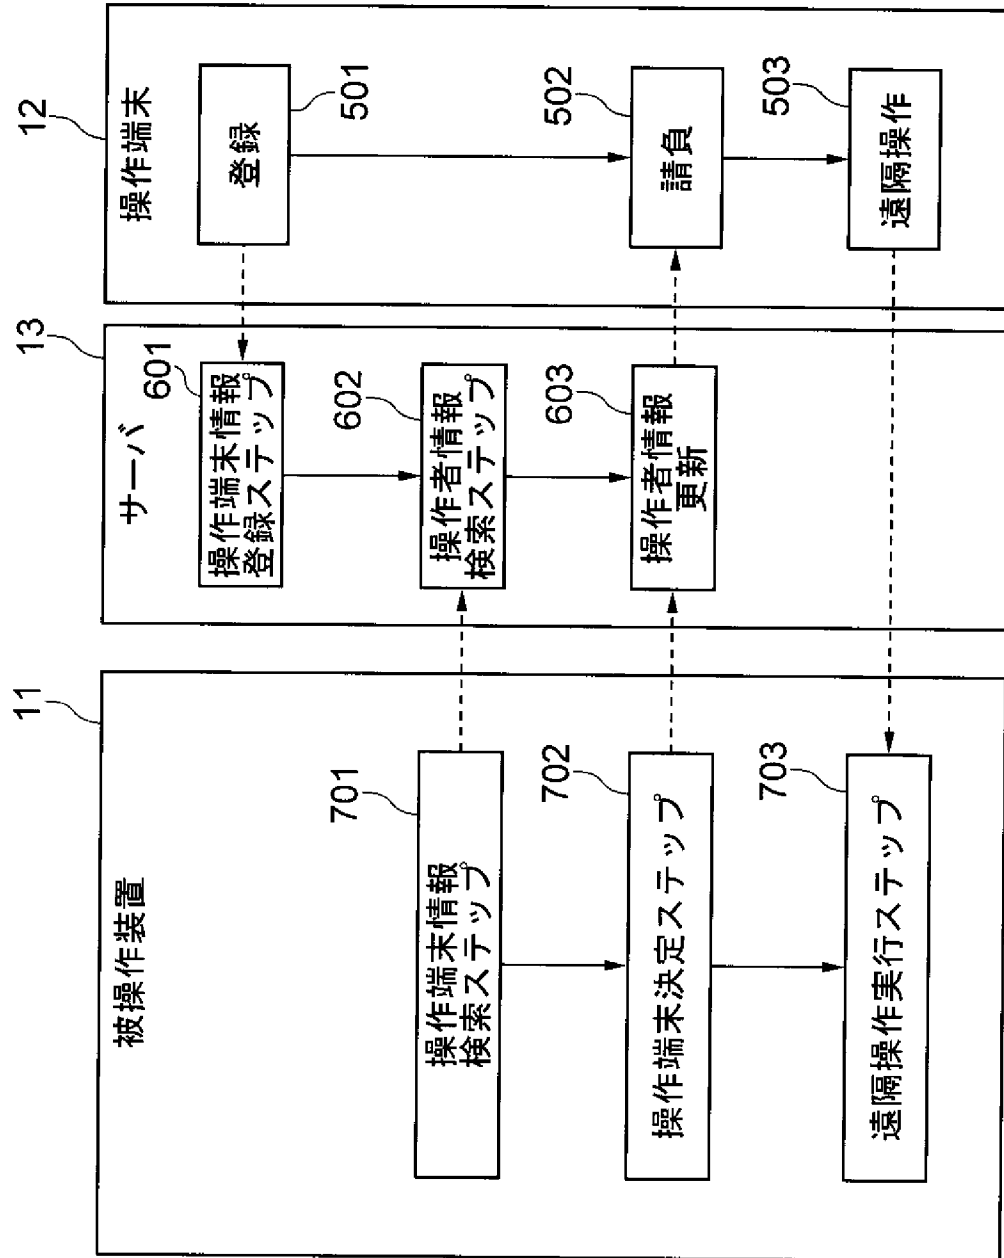 11
被操作装置
701
操作端末情報
検索ステップ
702
操作端末決定ステップ
703
遠隔操作実行ステップ
13
サーバ
601
操作端末情報
登録ステップ
602
操作者情報
検索ステップ
603
操作者情報
更新
12
操作端末
登録
501
請負
502
遠隔操作
503